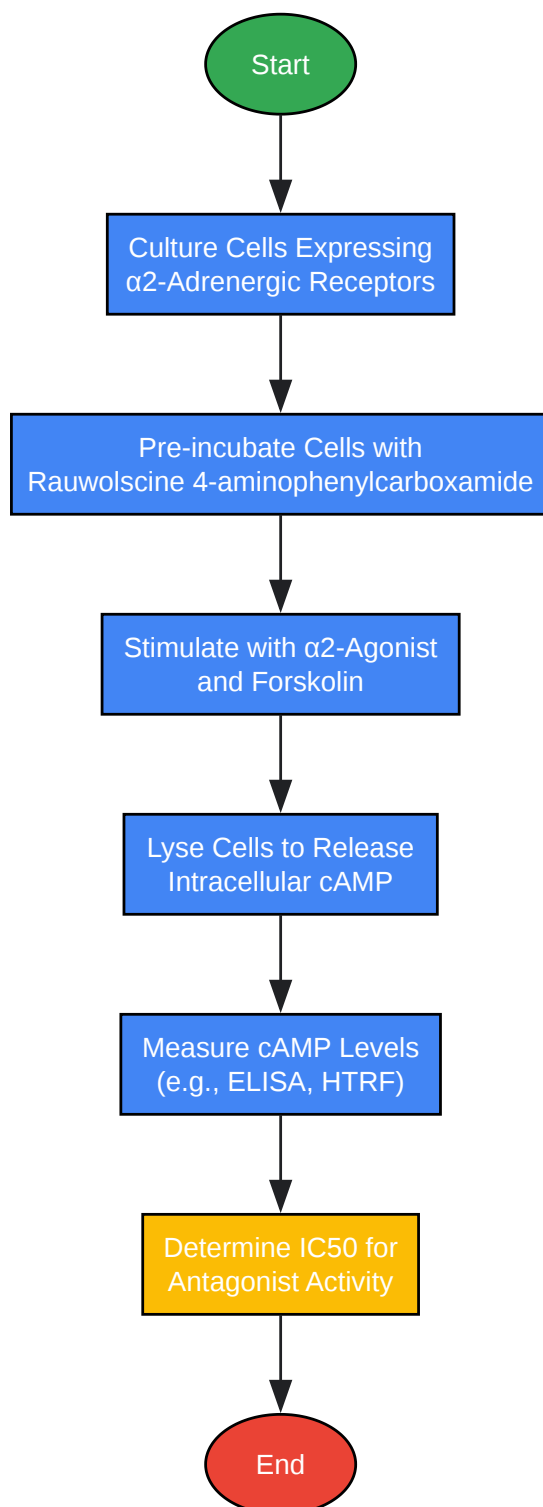 Start
Culture Cells Expressing
α2-Adrenergic Receptors
Pre-incubate Cells with
Rauwolscine 4-aminophenylcarboxamide
Stimulate with α2-Agonist
and Forskolin
Lyse Cells to Release
Intracellular cAMP
Measure cAMP Levels
(e.g., ELISA, HTRF)
Determine IC50 for
Antagonist Activity
End